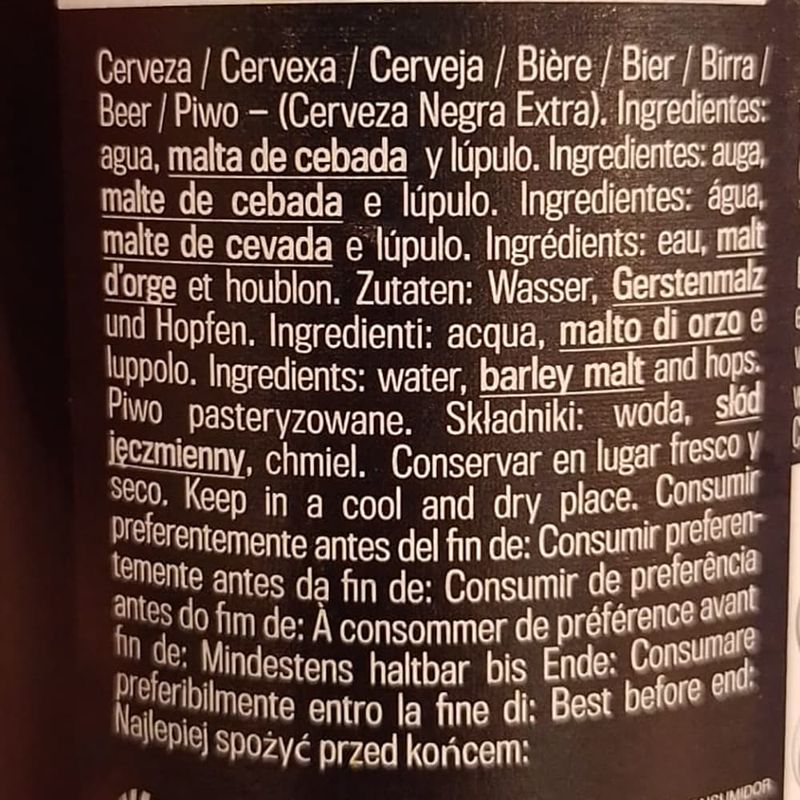 Cerveza / Cervexa / Cerveja / Bière / Bier / Birra /
Beer / Piwo – (Cerveza Negra Extra). Ingredientes:
agua, malta de cebada y lúpulo. Ingredientes: auga,
malte de cebada e lúpulo. Ingredientes: água,
malte de cevada e lúpulo. Ingrédients: eau, malt
d'orge et houblon. Zutaten: Wasser, Gerstenmalz
und Hopfen. Ingredienti: acqua, malto di orzo e
luppolo. Ingredients: water, barley malt and hops.
Piwo pasteryzowane. Składniki: woda, słód
jęczmienny, chmiel. Conservar en lugar fresco y
seco. Keep in a cool and dry place. Consumir
preferentemente antes del fin de: Consumir preferen-
temente antes da fin de: Consumir de preferência
antes do fim de: À consommer de préférence avant
fin de: Mindestens haltbar bis Ende: Consumare
preferibilmente entro la fine di: Best before end:
Najlepiej spożyć przed końcem: